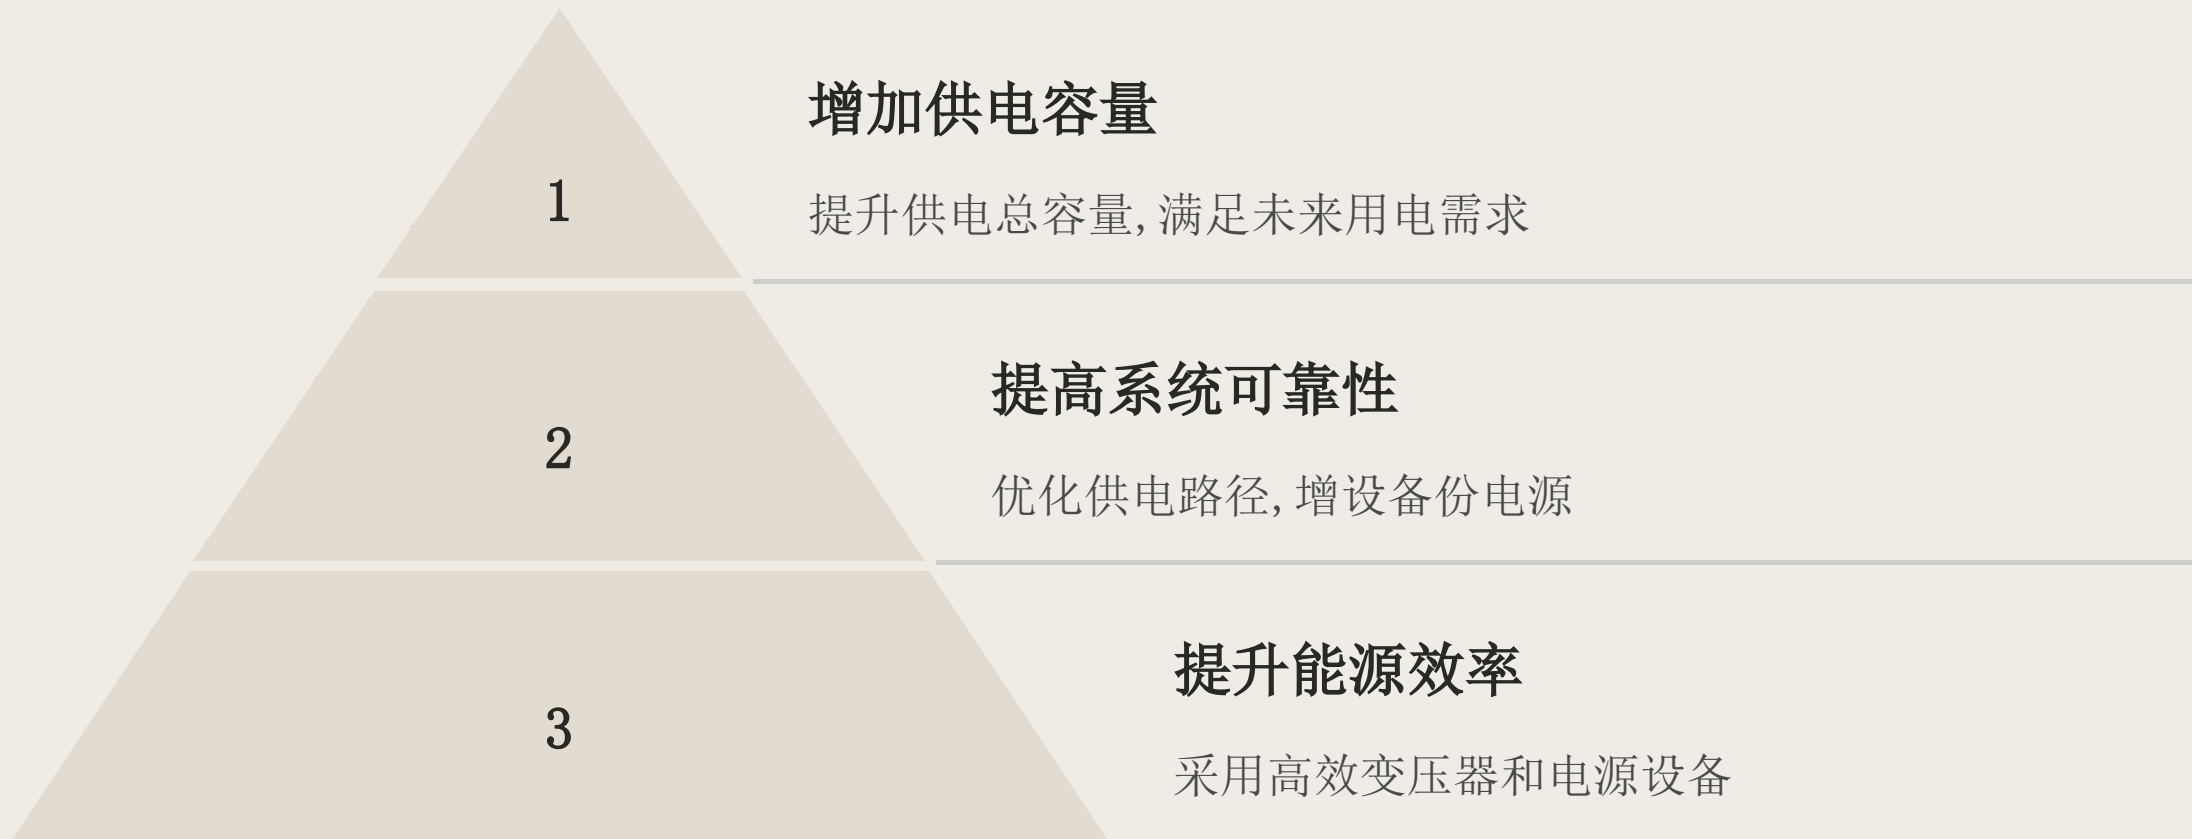 增加供电容量
1
提升供电总容量,满足未来用电需求
提高系统可靠性
2
优化供电路径,增设备份电源
提升能源效率
3
采用高效变压器和电源设备